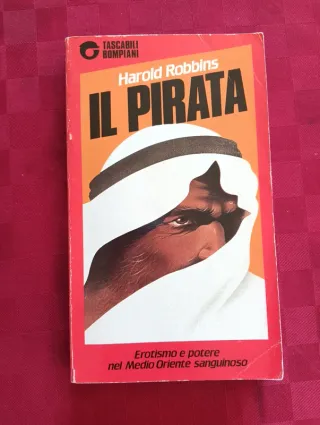 TASCABILI
BOMPIANI
Harold Robbins
IL PIRATA
Erotismo e potere
nel Medio Oriente sanguinoso